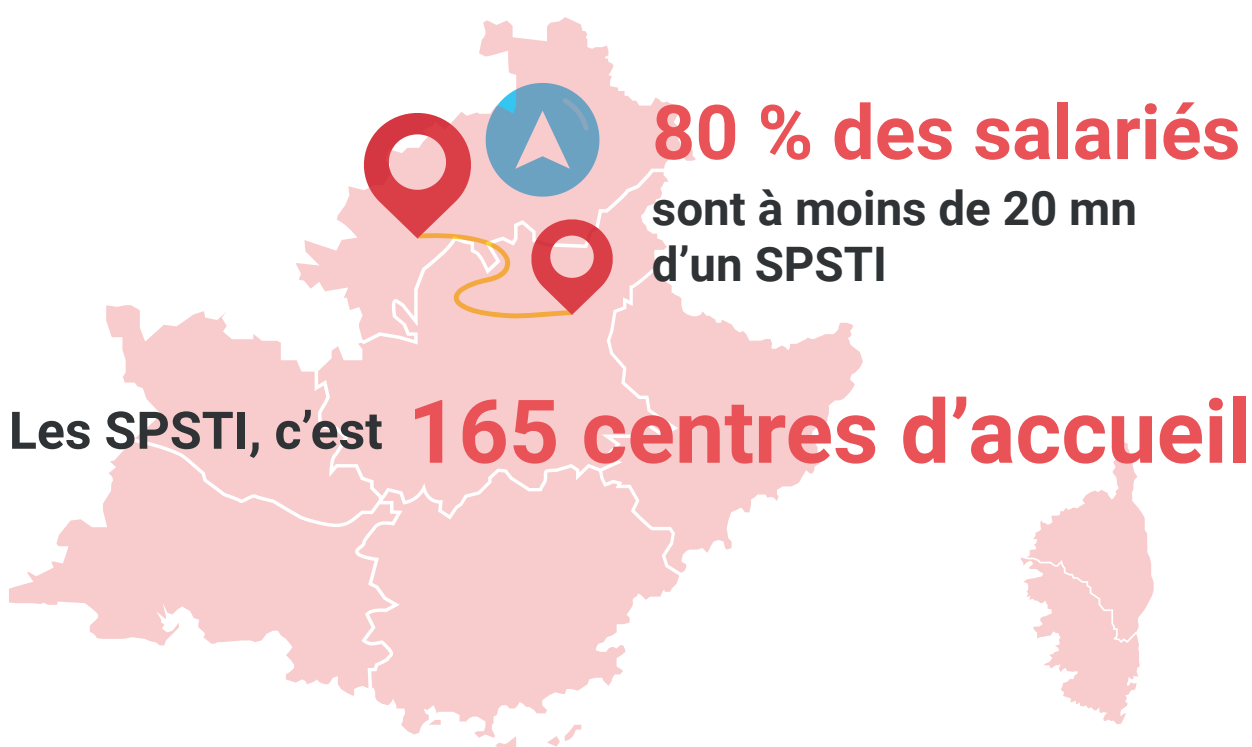 80 % des salariés
sont à moins de 20 mn
d’un SPSTI
Les SPSTI, c’est 165 centres d’accueil